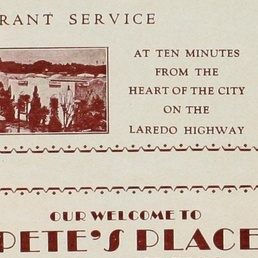 RANT SERVICE
AT TEN MINUTES
FROM THE
HEART OF THE CITY
ON THE
LAREDO HIGHWAY
OUR WELCOME TO
PETE'S PLACE